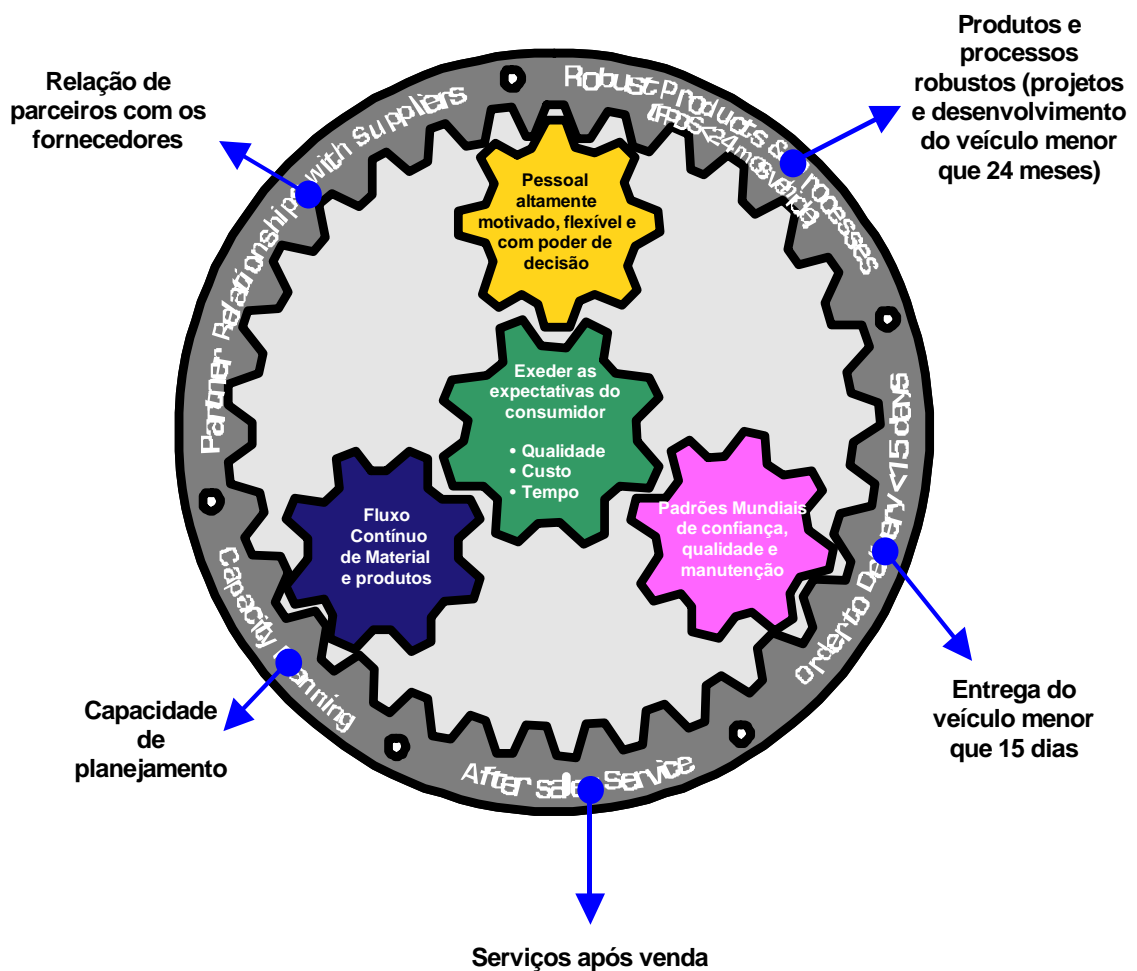 Produtos e
processos
robustos (projetos
e desenvolvimento
do veículo menor
que 24 meses)
Relação de
parceiros com os
fornecedores
Partner Relationships with Suppliers
Robust Products & Processes
Pessoal
altamente
motivado, flexível e
com poder de
decisão
Exeder as
expectativas do
consumidor
• Qualidade
• Custo
• Tempo
Fluxo
Contínuo
de Material
e produtos
Padrões Mundiais
de confiança,
qualidade e
manutenção
Order to Delivery <15 days
Capacity Planning
After sale Service
Capacidade
de
planejamento
Entrega do
veículo menor
que 15 dias
Serviços após venda